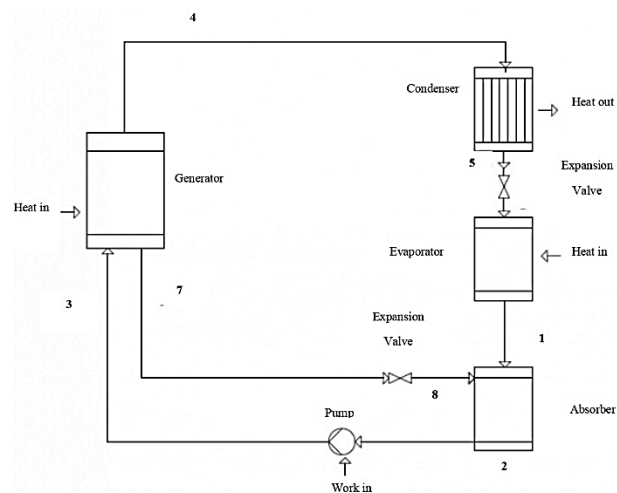 4
Condenser
Heat out
5
Expansion
Valve
Generator
Heat in
Evaporator
Heat in
3
7
Expansion
Valve
1
8
Absorber
Pump
2
Work in